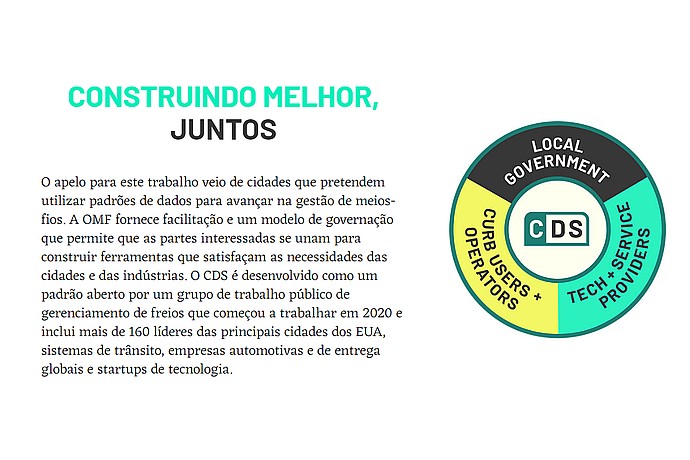 CONSTRUINDO MELHOR,
JUNTOS
O apelo para este trabalho veio de cidades que pretendem
utilizar padrões de dados para avançar na gestão de meios-
fios. A OMF fornece facilitação e um modelo de governação
que permite que as partes interessadas se unam para
construir ferramentas que satisfaçam as necessidades das
cidades e das indústrias. O CDS é desenvolvido como um
padrão aberto por um grupo de trabalho público de
gerenciamento de freios que começou a trabalhar em 2020 e
inclui mais de 160 líderes das principais cidades dos EUA,
sistemas de trânsito, empresas automotivas e de entrega
globais e startups de tecnologia.
LOCAL
GOVERNMENT
CURB USERS +
OPERATORS
CDS
TECH + SERVICE
PROVIDERS